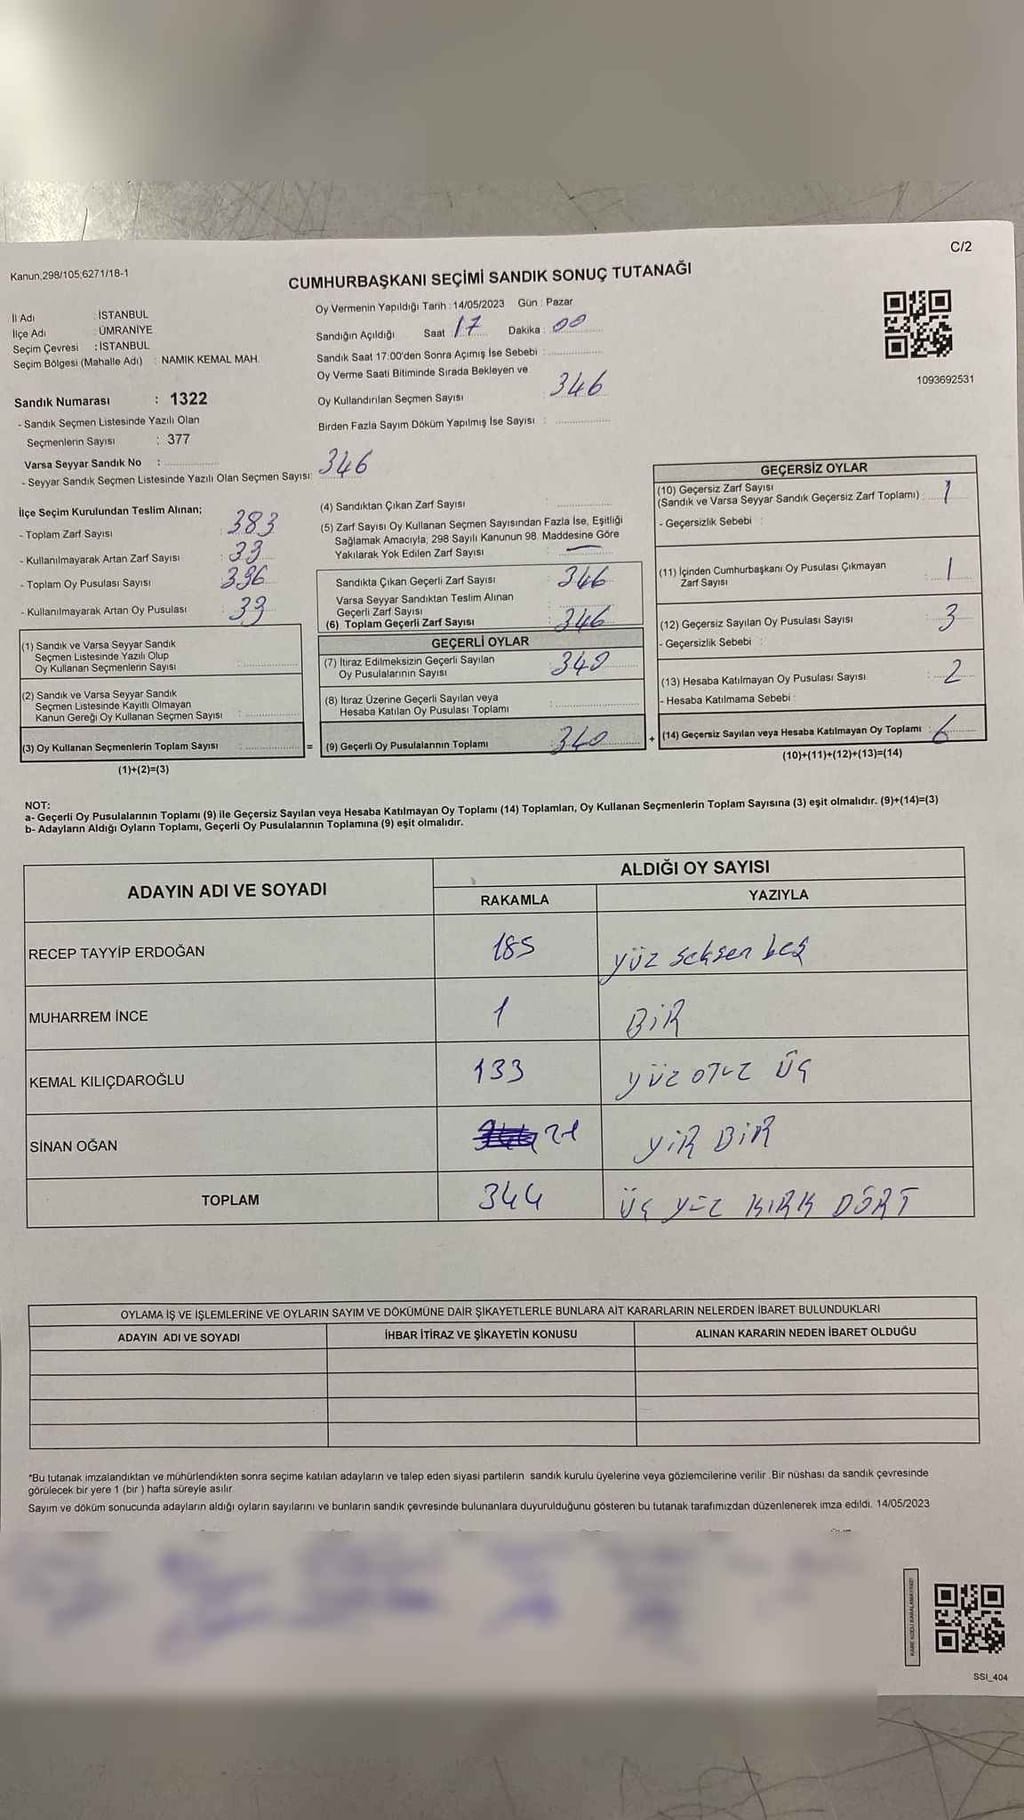 C/2
Kanun,298/105,6271/18-1
CUMHURBAŞKANI SEÇİMİ SANDIK SONUÇ TUTANAĞI
İl Adı : İSTANBUL
İlçe Adı : ÜMRANİYE
Seçim Çevresi : İSTANBUL
Seçim Bölgesi (Mahalle Adı) : NAMIK KEMAL MAH.
Sandık Numarası : 1322
- Sandık Seçmen Listesinde Yazılı Olan
Seçmenlerin Sayısı : 377
Varsa Seyyar Sandık No :
- Seyyar Sandık Seçmen Listesinde Yazılı Olan Seçmen Sayısı: 346
Oy Vermenin Yapıldığı Tarih : 14/05/2023 Gün : Pazar
Sandığın Açıldığı Saat 17 Dakika : 00
Sandık Saat 17:00'den Sonra Açımış İse Sebebi :
Oy Verme Saati Bitiminde Sırada Bekleyen ve
Oy Kullandırılan Seçmen Sayısı : 346
Birden Fazla Sayım Döküm Yapılmış İse Sayısı :
1093692531
İlçe Seçim Kurulundan Teslim Alınan;
- Toplam Zarf Sayısı : 383
- Kullanılmayarak Artan Zarf Sayısı : 33
- Toplam Oy Pusulası Sayısı : 396
- Kullanılmayarak Artan Oy Pusulası : 33
(1) Sandık ve Varsa Seyyar Sandık
Seçmen Listesinde Yazılı Olup
Oy Kullanan Seçmenlerin Sayısı :
(2) Sandık ve Varsa Seyyar Sandık
Seçmen Listesinde Kayıtlı Olmayan
Kanun Gereği Oy Kullanan Seçmen Sayısı :
(3) Oy Kullanan Seçmenlerin Toplam Sayısı :
(1)+(2)=(3)
(4) Sandıktan Çıkan Zarf Sayısı :
(5) Zarf Sayısı Oy Kullanan Seçmen Sayısından Fazla İse, Eşitliği
Sağlamak Amacıyla, 298 Sayılı Kanunun 98. Maddesine Göre
Yakılarak Yok Edilen Zarf Sayısı : —
Sandıkta Çıkan Geçerli Zarf Sayısı : 346
Varsa Seyyar Sandıktan Teslim Alınan
Geçerli Zarf Sayısı :
(6) Toplam Geçerli Zarf Sayısı : 346
GEÇERLİ OYLAR
(7) İtiraz Edilmeksizin Geçerli Sayılan
Oy Pusulalarının Sayısı : 340
(8) İtiraz Üzerine Geçerli Sayılan veya
Hesaba Katılan Oy Pusulası Toplamı :
= (9) Geçerli Oy Pusulalarının Toplamı : 340
GEÇERSİZ OYLAR
(10) Geçersiz Zarf Sayısı
(Sandık ve Varsa Seyyar Sandık Geçersiz Zarf Toplamı) : 1
- Geçersizlik Sebebi :
(11) İçinden Cumhurbaşkanı Oy Pusulası Çıkmayan
Zarf Sayısı : 1
(12) Geçersiz Sayılan Oy Pusulası Sayısı : 3
- Geçersizlik Sebebi :
(13) Hesaba Katılmayan Oy Pusulası Sayısı : 2
- Hesaba Katılmama Sebebi :
+ (14) Geçersiz Sayılan veya Hesaba Katılmayan Oy Toplamı : 6
(10)+(11)+(12)+(13)=(14)
NOT:
a- Geçerli Oy Pusulalarının Toplamı (9) ile Geçersiz Sayılan veya Hesaba Katılmayan Oy Toplamı (14) Toplamları, Oy Kullanan Seçmenlerin Toplam Sayısına (3) eşit olmalıdır. (9)+(14)=(3)
b- Adayların Aldığı Oyların Toplamı, Geçerli Oy Pusulalarının Toplamına (9) eşit olmalıdır.
ADAYIN ADI VE SOYADI
ALDIĞI OY SAYISI
RAKAMLA YAZIYLA
RECEP TAYYİP ERDOĞAN 185 yüz seksen beş
MUHARREM İNCE 1 BİR
KEMAL KILIÇDAROĞLU 133 yüz otuz üç
SİNAN OĞAN 21 YİR BİR
TOPLAM 344 üç yüz KIRK DÖRT
OYLAMA İŞ VE İŞLEMLERİNE VE OYLARIN SAYIM VE DÖKÜMÜNE DAİR ŞİKAYETLERLE BUNLARA AİT KARARLARIN NELERDEN İBARET BULUNDUKLARI
ADAYIN ADI VE SOYADI İHBAR İTİRAZ VE ŞİKAYETİN KONUSU ALINAN KARARIN NEDEN İBARET OLDUĞU
*Bu tutanak imzalandıktan ve mühürlendikten sonra seçime katılan adayların ve talep eden siyasi partilerin sandık kurulu üyelerine veya gözlemcilerine verilir. Bir nüshası da sandık çevresinde
görülecek bir yere 1 (bir ) hafta süreyle asılır.
Sayım ve döküm sonucunda adayların aldığı oyların sayılarını ve bunların sandık çevresinde bulunanlara duyurulduğunu gösteren bu tutanak tarafımızdan düzenlenerek imza edildi. 14/05/2023
SSI_404